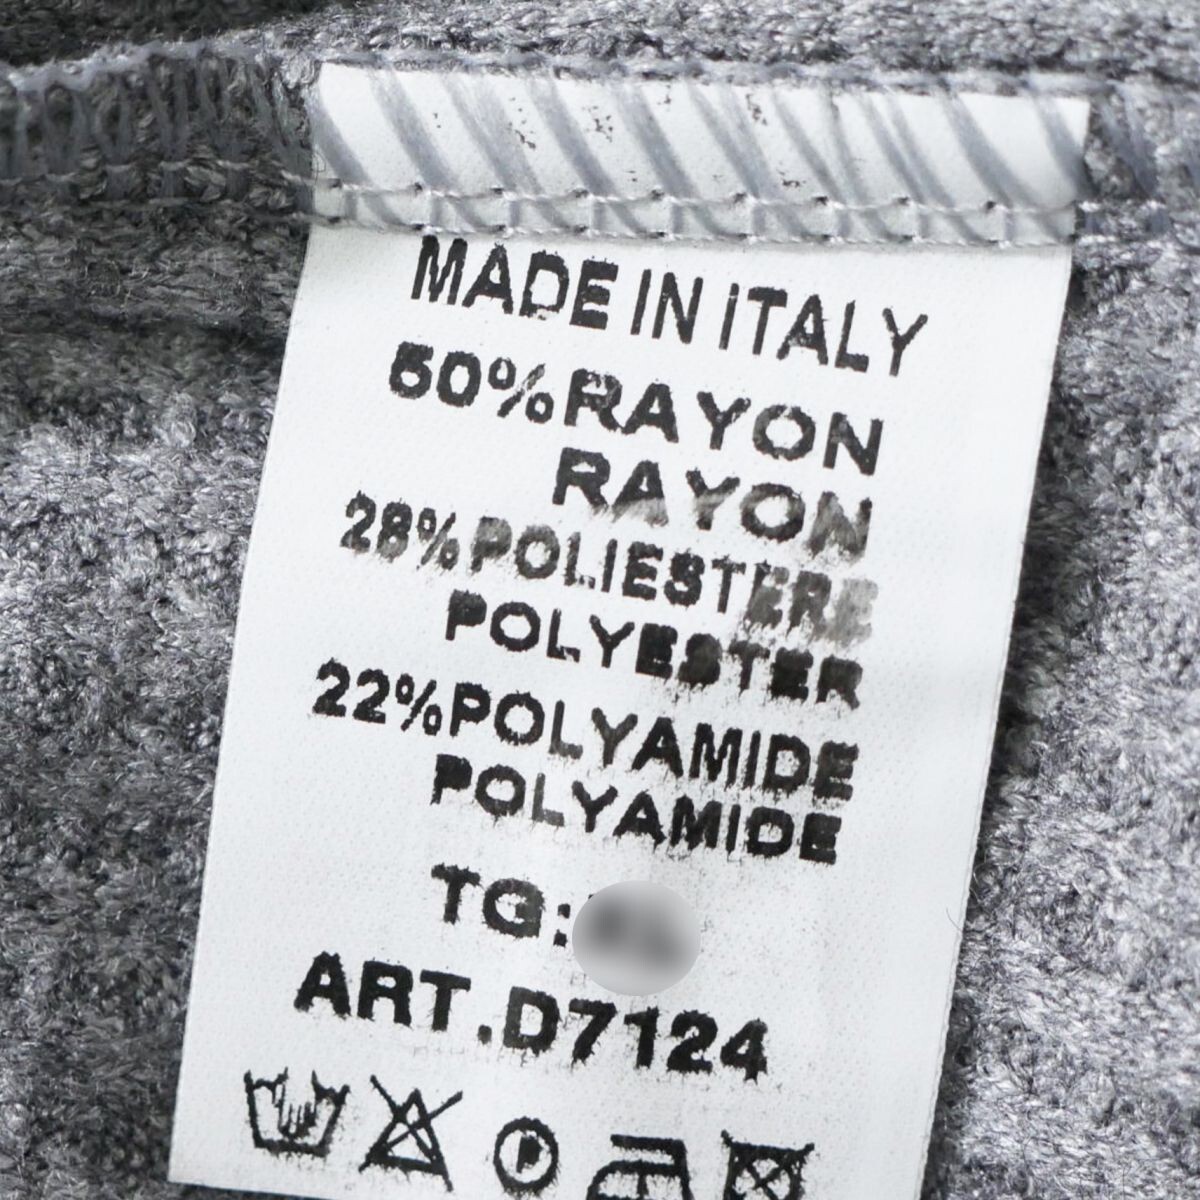 MADE IN ITALY
50%RAYON
RAYON
28%POLIESTERE
POLYESTER
22%POLYAMIDE
POLYAMIDE
TG:
ART.D7124
P